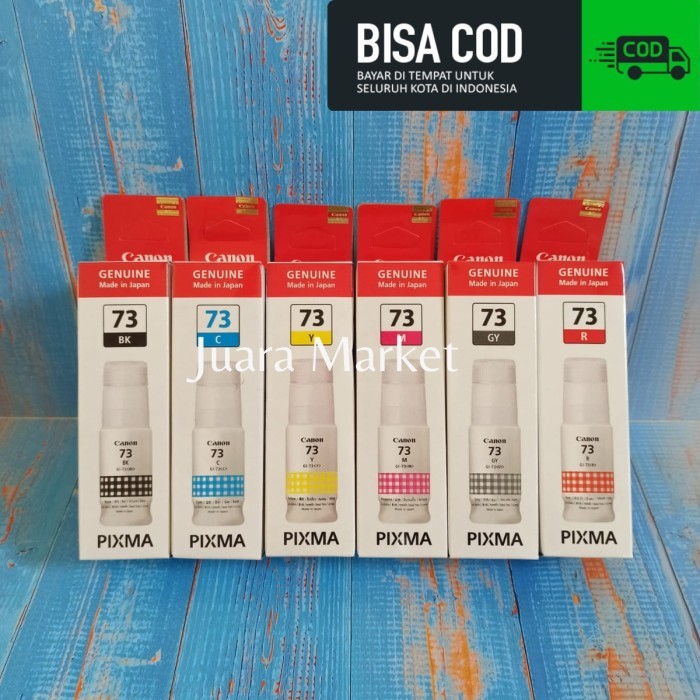 BISA COD
BAYAR DI TEMPAT UNTUK
SELURUH KOTA DI INDONESIA
COD
Canon
Canon
Canon
Canon
Canon
Canon
GENUINE
Made in Japan
73
BK
Canon
73
BK
PIXMA
GENUINE
Made in Japan
73
C
Canon
73
C
PIXMA
GENUINE
Made in Japan
73
Y
Canon
73
Y
PIXMA
GENUINE
Made in Japan
73
M
Canon
73
M
PIXMA
GENUINE
Made in Japan
73
GY
Canon
73
GY
PIXMA
GENUINE
Made in Japan
73
R
Canon
73
R
PIXMA
Juara Market